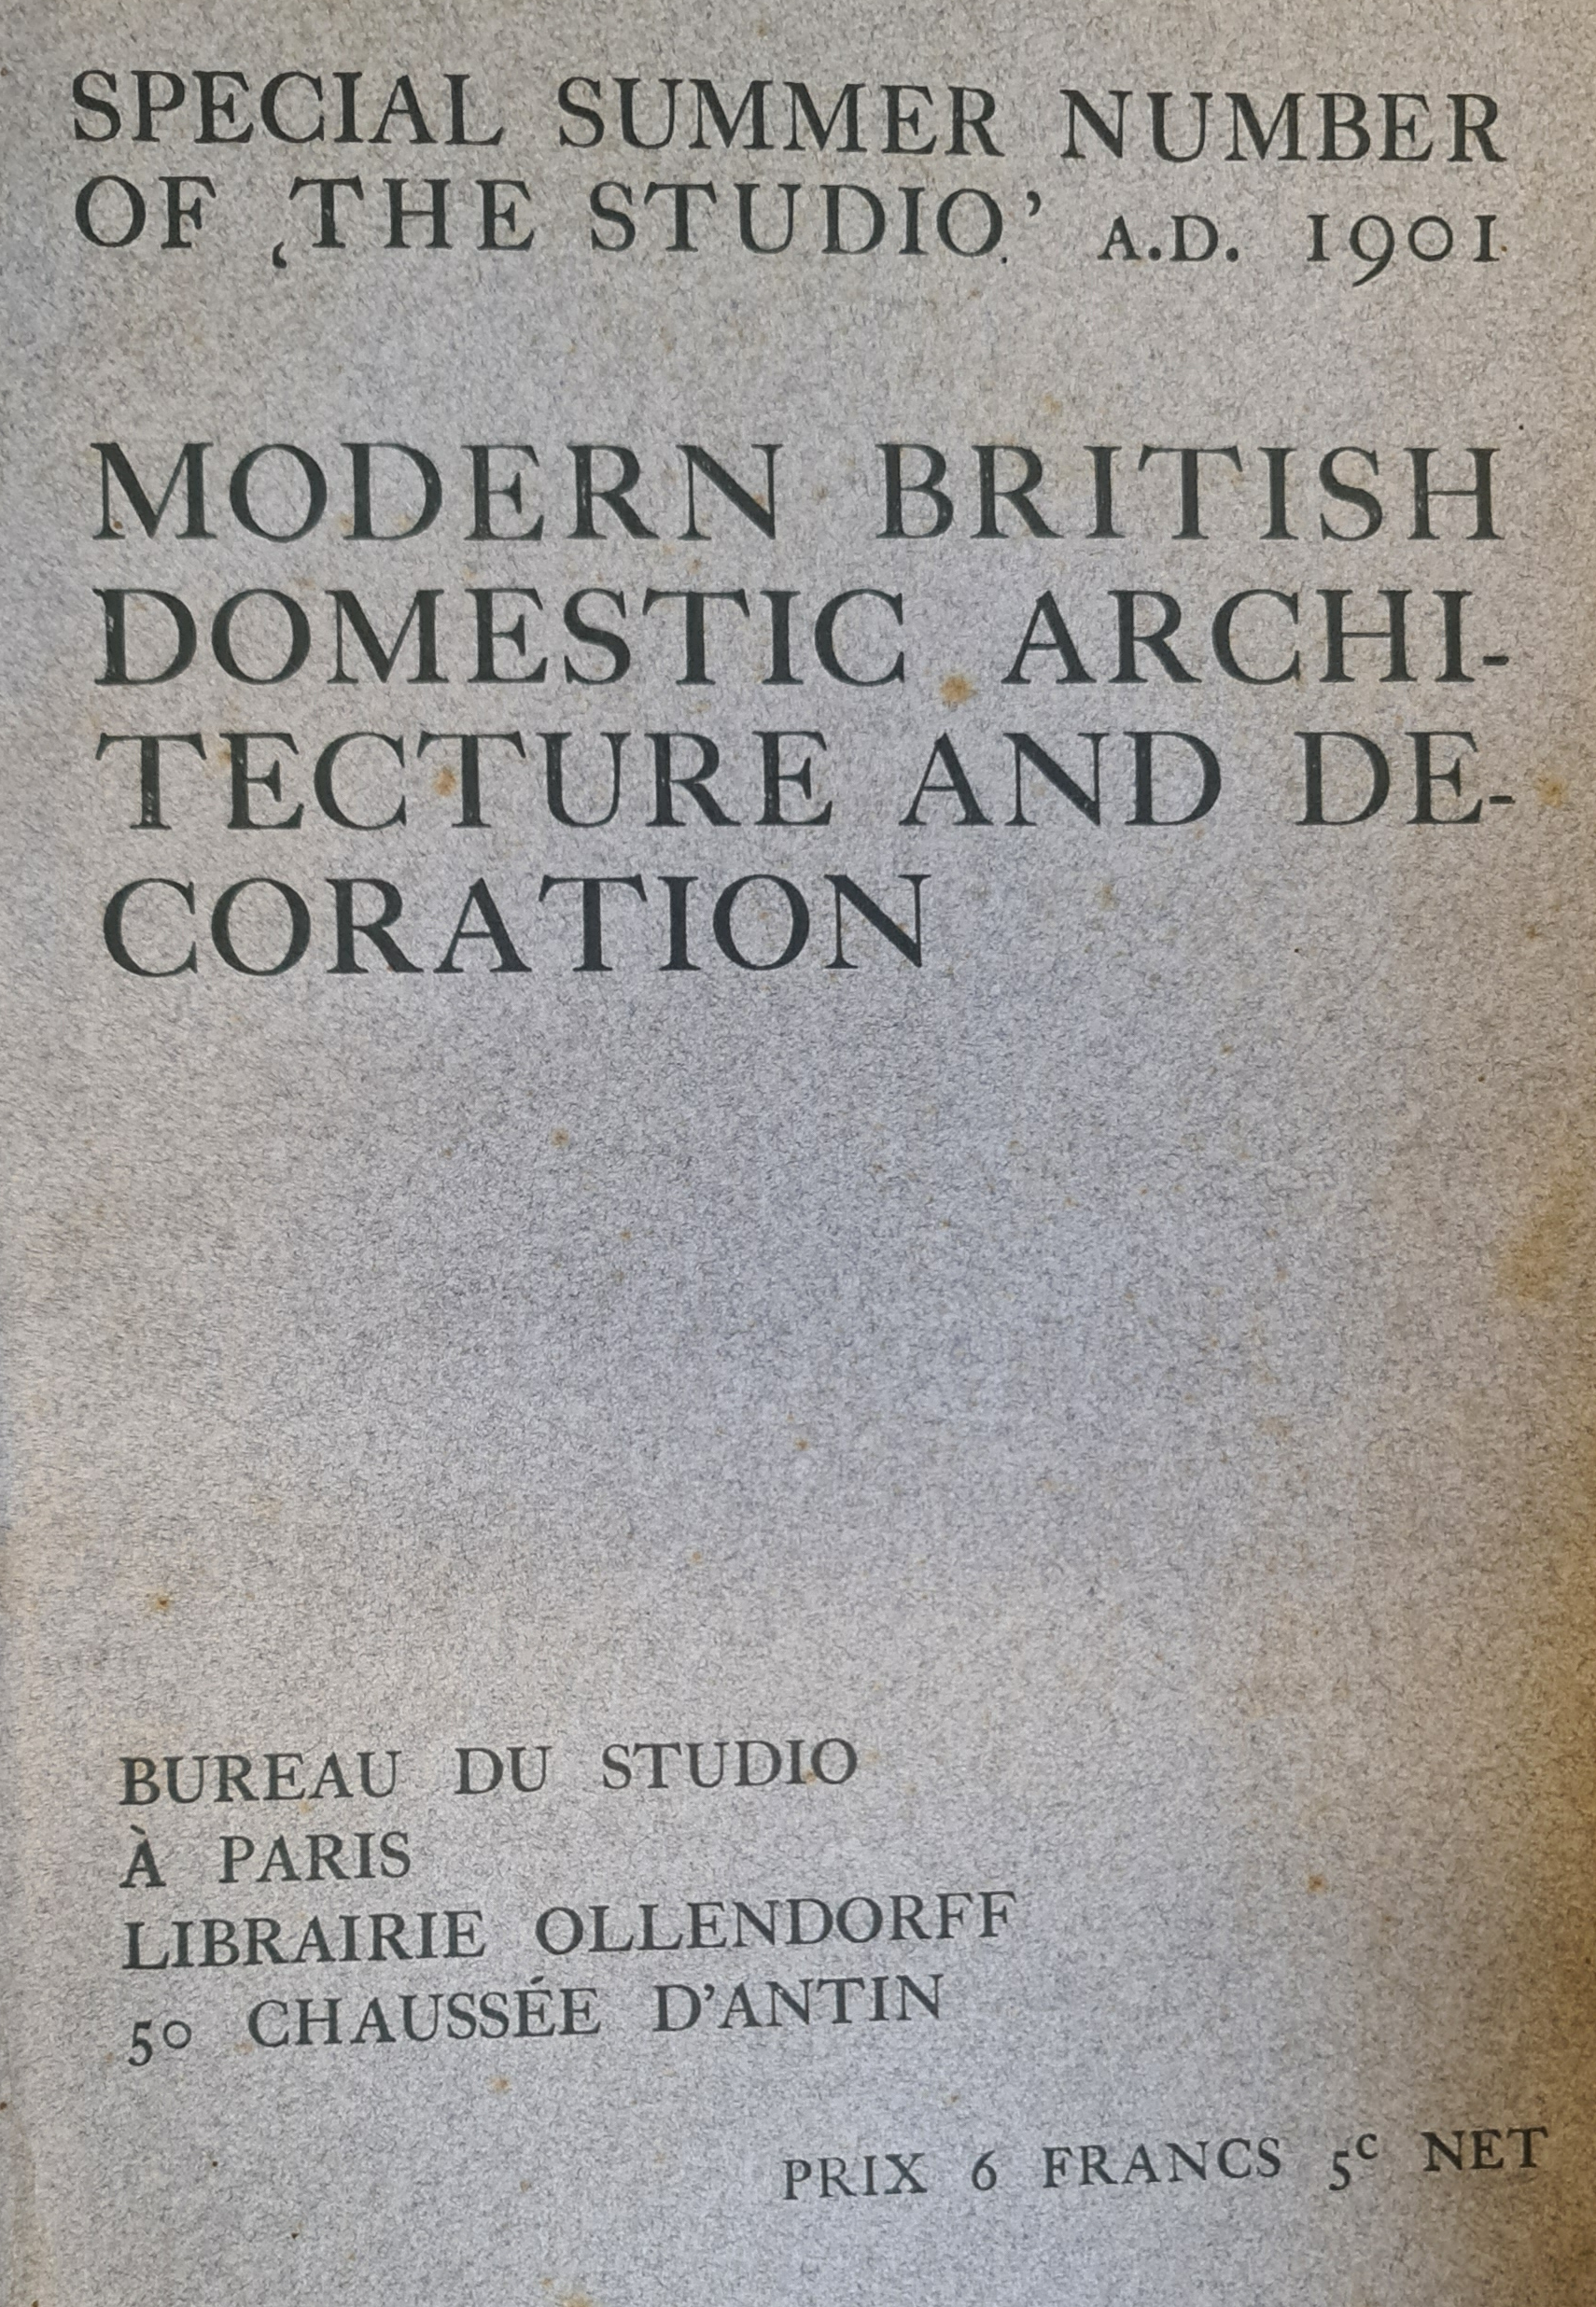 SPECIAL SUMMER NUMBER
OF ‚THE STUDIO.’ A.D. 1901
MODERN BRITISH
DOMESTIC ARCHI-
TECTURE AND DE-
CORATION
BUREAU DU STUDIO
À PARIS
LIBRAIRIE OLLENDORFF
50 CHAUSSÉE D’ANTIN
PRIX 6 FRANCS 5ᶜ NET